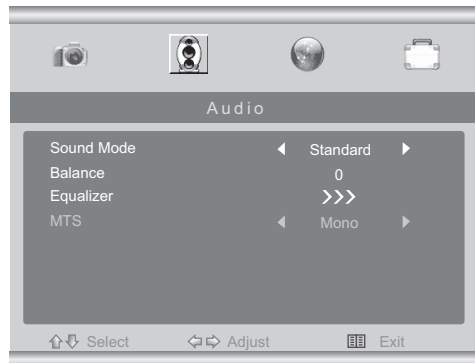 Audio
Sound Mode Standard
Balance 0
Equalizer
MTS Mono
Select Adjust Exit